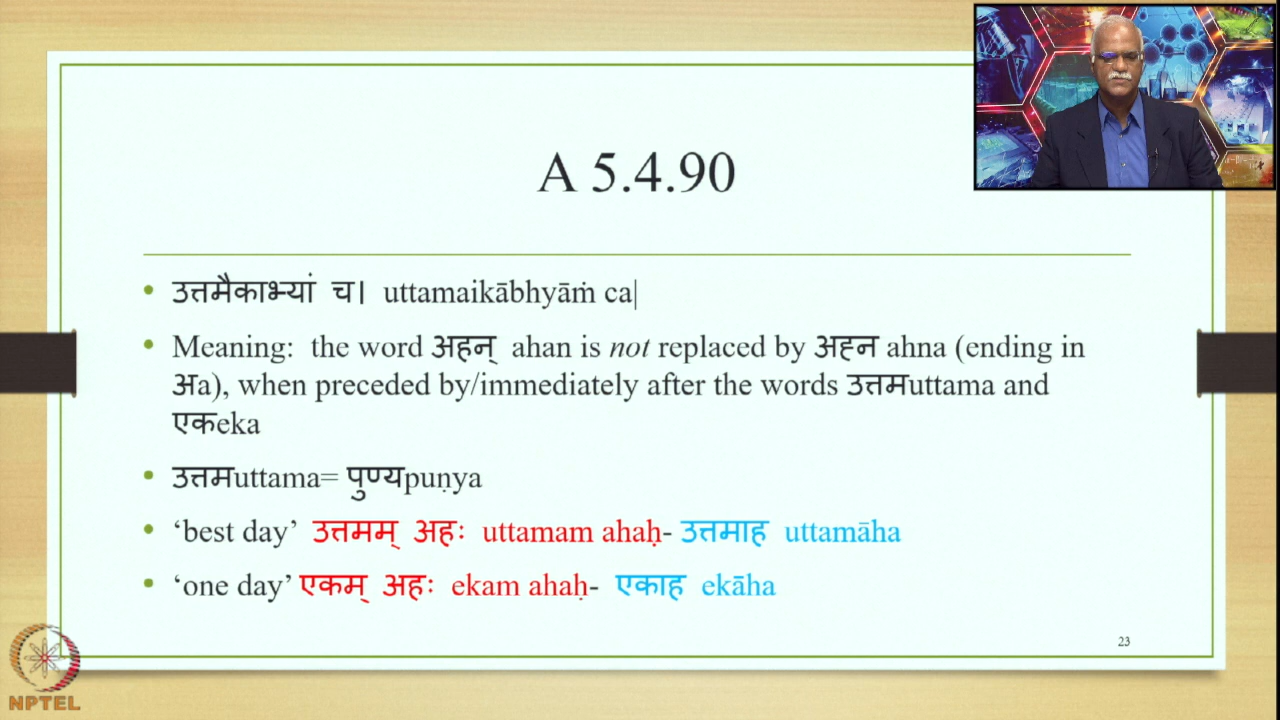 A 5.4.90
• उत्तमैकाभ्यां च। uttamaikābhyāṁ ca|
• Meaning: the word अहन् ahan is not replaced by अह्न ahna (ending in
अa), when preceded by/immediately after the words उत्तमuttama and
एकeka
• उत्तमuttama= पुण्यpuṇya
• ‘best day’ उत्तमम् अहः uttamam ahaḥ- उत्तमाह uttamāha
• ‘one day’ एकम् अहः ekam ahaḥ- एकाह ekāha
23
NPTEL